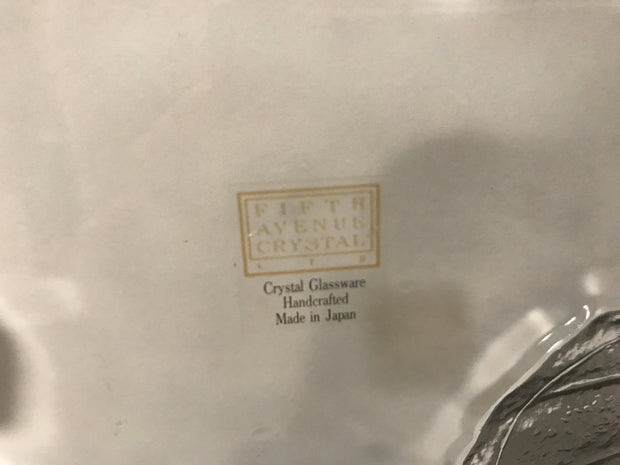 FIFTH
AVENUE
CRYSTAL
LTD
Crystal Glassware
Handcrafted
Made in Japan